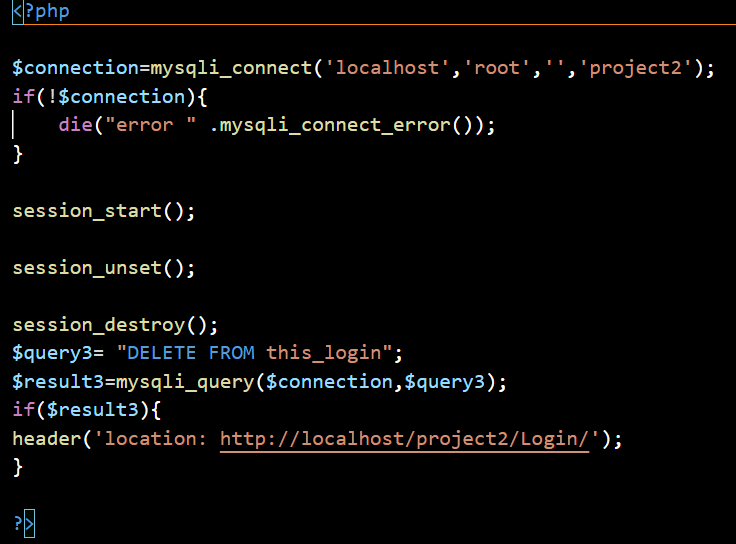 <?php
$connection=mysqli_connect('localhost','root','','project2');
if(!$connection){
    die("error " .mysqli_connect_error());
}
session_start();
session_unset();
session_destroy();
$query3= "DELETE FROM this_login";
$result3=mysqli_query($connection,$query3);
if($result3){
header('location: http://localhost/project2/Login/');
}
?>